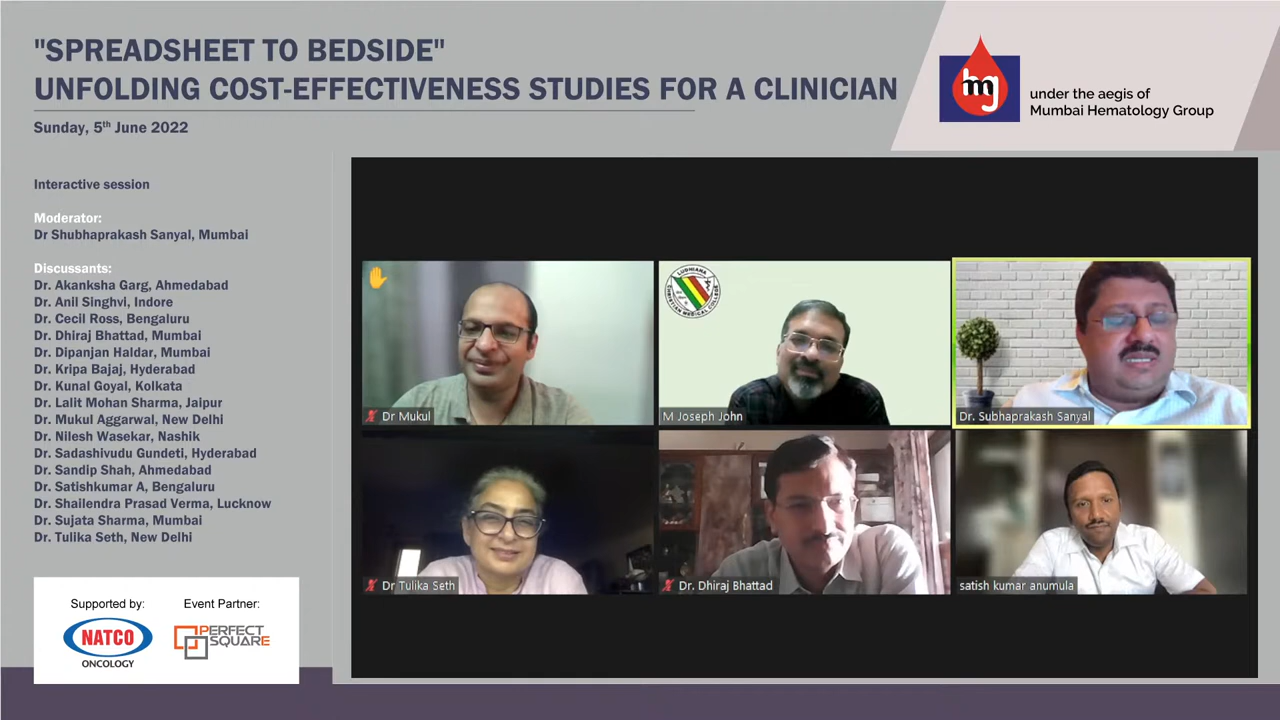 "SPREADSHEET TO BEDSIDE"
UNFOLDING COST-EFFECTIVENESS STUDIES FOR A CLINICIAN
Sunday, 5th June 2022
mg
under the aegis of
Mumbai Hematology Group
Interactive session
Moderator:
Dr Shubhaprakash Sanyal, Mumbai
Discussants:
Dr. Akanksha Garg, Ahmedabad
Dr. Anil Singhvi, Indore
Dr. Cecil Ross, Bengaluru
Dr. Dhiraj Bhattad, Mumbai
Dr. Dipanjan Haldar, Mumbai
Dr. Kripa Bajaj, Hyderabad
Dr. Kunal Goyal, Kolkata
Dr. Lalit Mohan Sharma, Jaipur
Dr. Mukul Aggarwal, New Delhi
Dr. Nilesh Wasekar, Nashik
Dr. Sadashivudu Gundeti, Hyderabad
Dr. Sandip Shah, Ahmedabad
Dr. Satishkumar A, Bengaluru
Dr. Shailendra Prasad Verma, Lucknow
Dr. Sujata Sharma, Mumbai
Dr. Tulika Seth, New Delhi
Supported by:
NATCO
ONCOLOGY
Event Partner:
PERFECT
SQUARE
Dr Mukul
LUDHIANA
CHRISTIAN MEDICAL COLLEGE
M Joseph John
Dr. Subhaprakash Sanyal
Dr Tulika Seth
Dr. Dhiraj Bhattad
satish kumar anumula